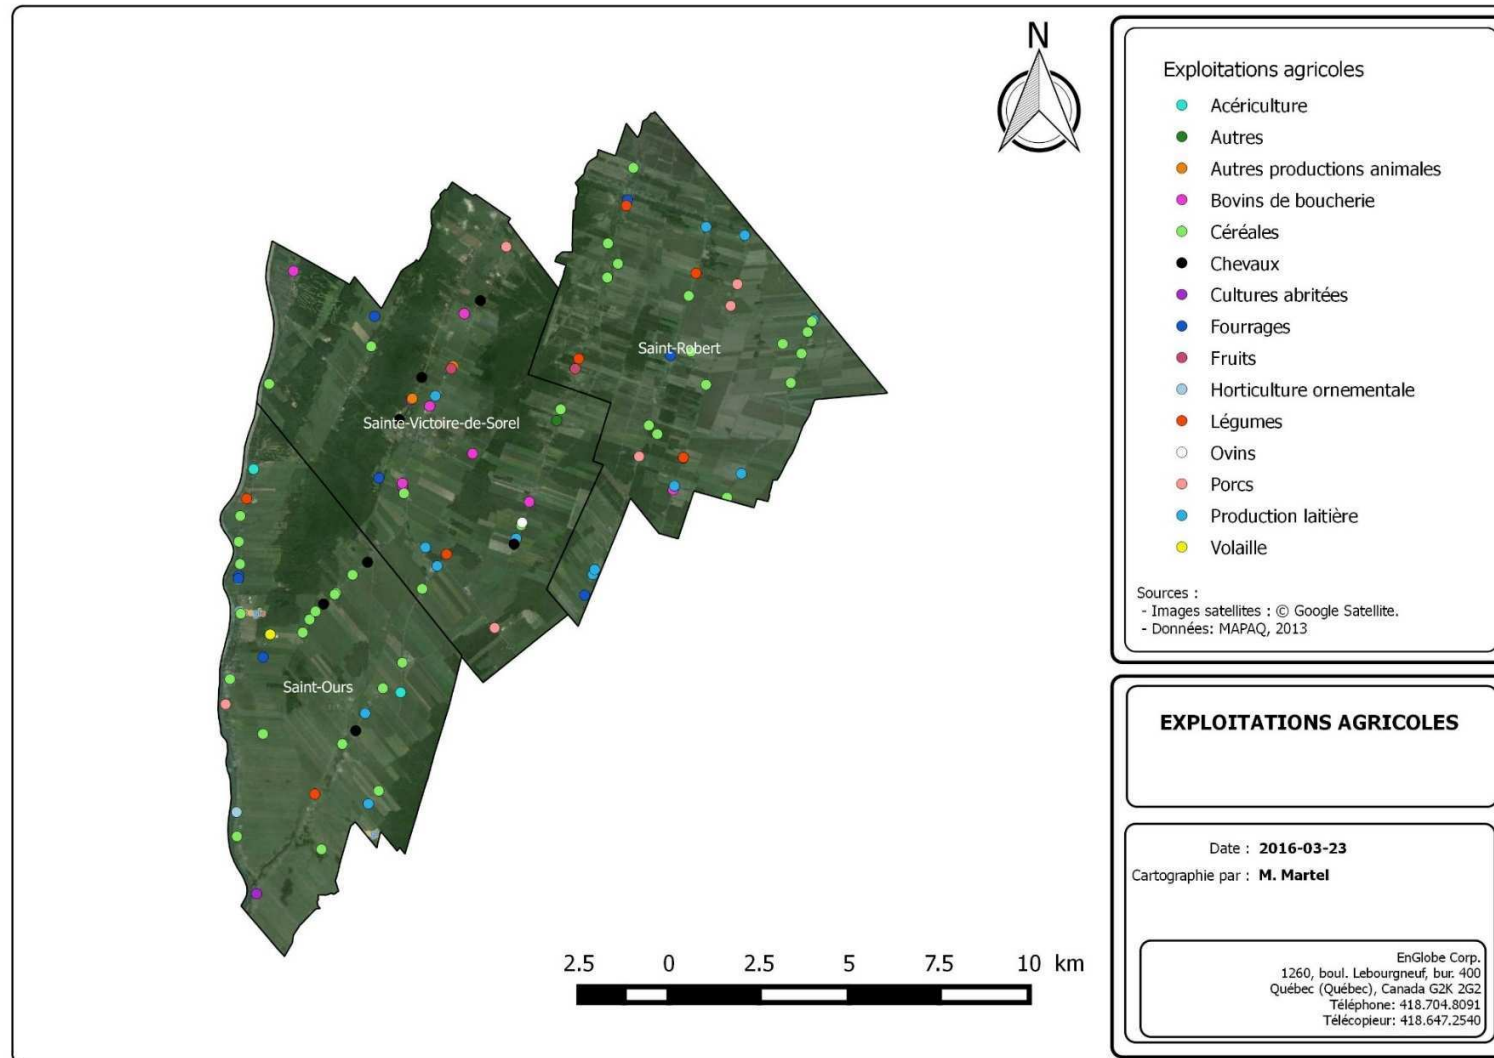 N
Saint-Robert
Sainte-Victoire-de-Sorel
Saint-Ours
2.5 0 2.5 5 7.5 10 km
Exploitations agricoles
Acériculture
Autres
Autres productions animales
Bovins de boucherie
Céréales
Chevaux
Cultures abritées
Fourrages
Fruits
Horticulture ornementale
Légumes
Ovins
Porcs
Production laitière
Volaille
Sources :
- Images satellites : © Google Satellite.
- Données: MAPAQ, 2013
EXPLOITATIONS AGRICOLES
Date : 2016-03-23
Cartographie par : M. Martel
EnGlobe Corp.
1260, boul. Lebourgneuf, bur. 400
Québec (Québec), Canada G2K 2G2
Téléphone: 418.704.8091
Télécopieur: 418.647.2540